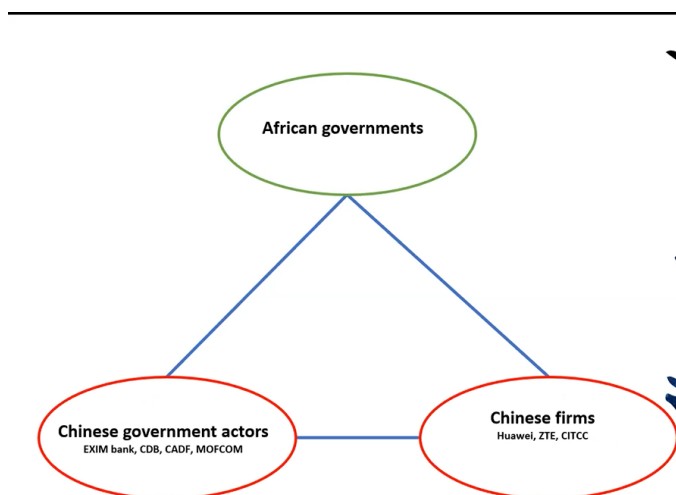 African governments
Chinese government actors
EXIM bank, CDB, CADF, MOFCOM
Chinese firms
Huawei, ZTE, CITCC